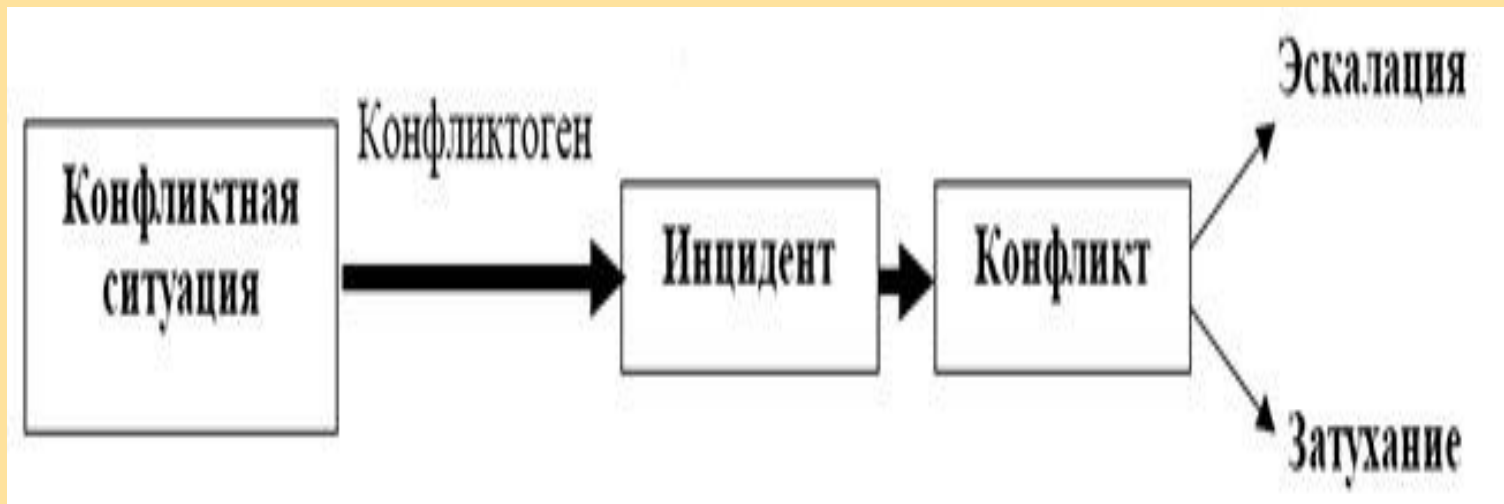 Конфликтная
ситуация
Конфликтоген
Инцидент
Конфликт
Эскалация
Затухание